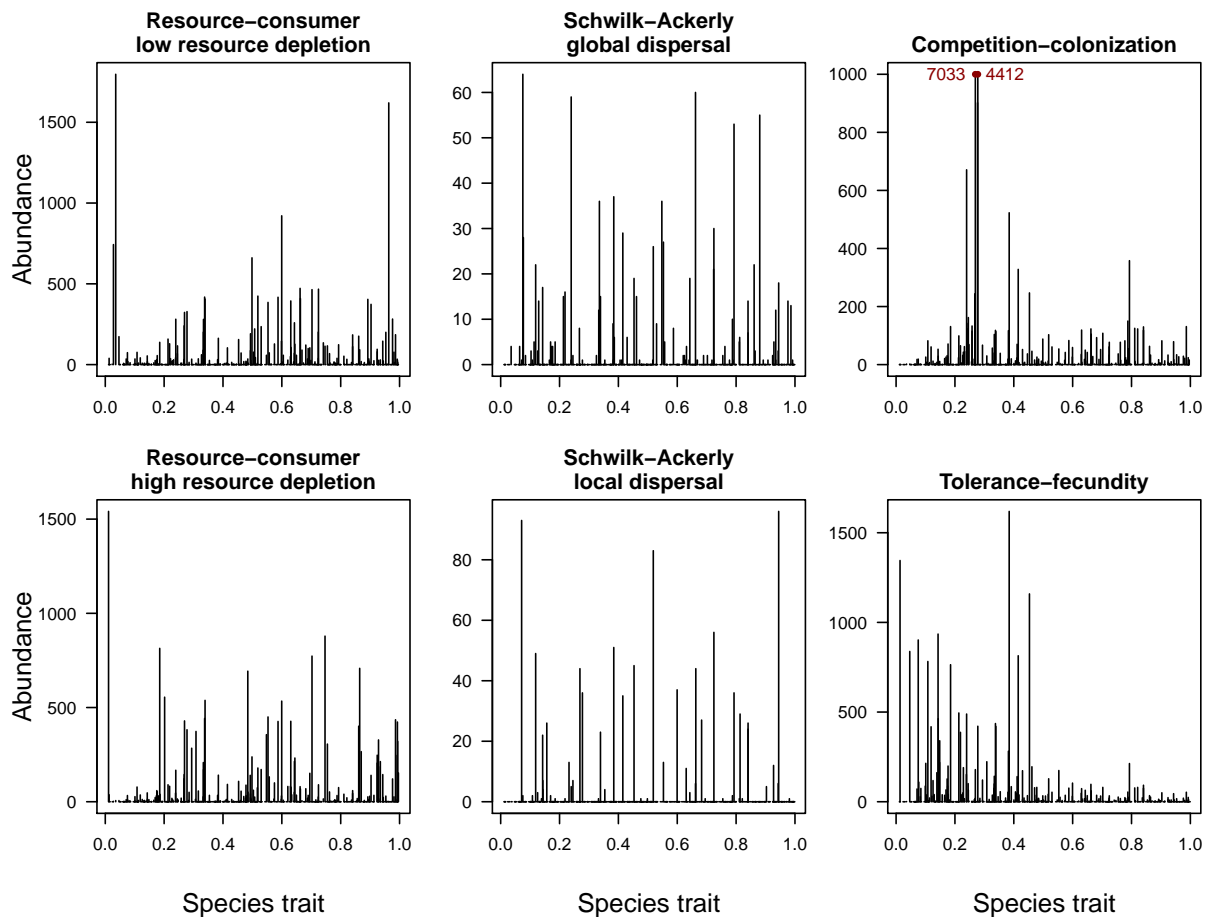 Resource−consumer
low resource depletion
Schwilk−Ackerly
global dispersal
Competition−colonization
Abundance
0
500
1000
1500
0.0 0.2 0.4 0.6 0.8 1.0
0
10
20
30
40
50
60
0.0 0.2 0.4 0.6 0.8 1.0
7033 4412
0
200
400
600
800
1000
0.0 0.2 0.4 0.6 0.8 1.0
Resource−consumer
high resource depletion
Schwilk−Ackerly
local dispersal
Tolerance−fecundity
Abundance
0
500
1000
1500
0.0 0.2 0.4 0.6 0.8 1.0
0
20
40
60
80
0.0 0.2 0.4 0.6 0.8 1.0
0
500
1000
1500
0.0 0.2 0.4 0.6 0.8 1.0
Species trait
Species trait
Species trait